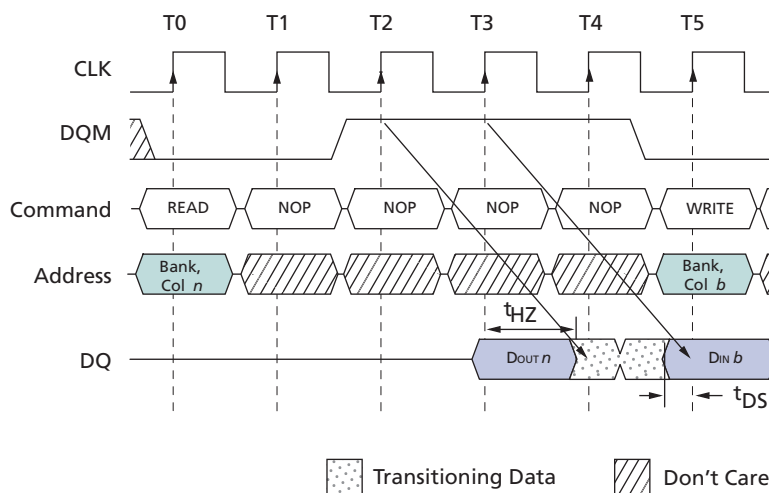 T0 T1 T2 T3 T4 T5
CLK
DQM
Command READ NOP NOP NOP NOP WRITE
Address Bank, Col n Bank, Col b
tHZ
DQ DOUT n DIN b
tDS
Transitioning Data Don't Care